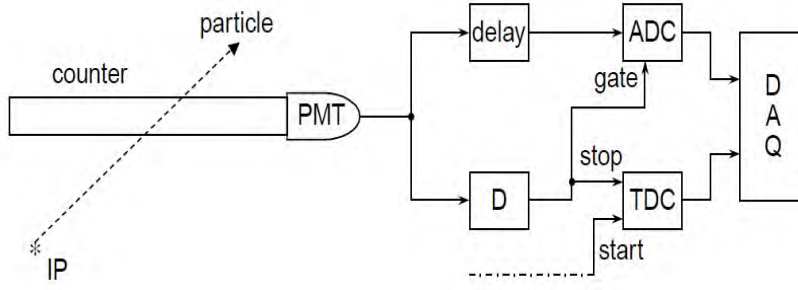 particle
counter
PMT
delay
ADC
gate
D
A
Q
stop
D
TDC
start
IP